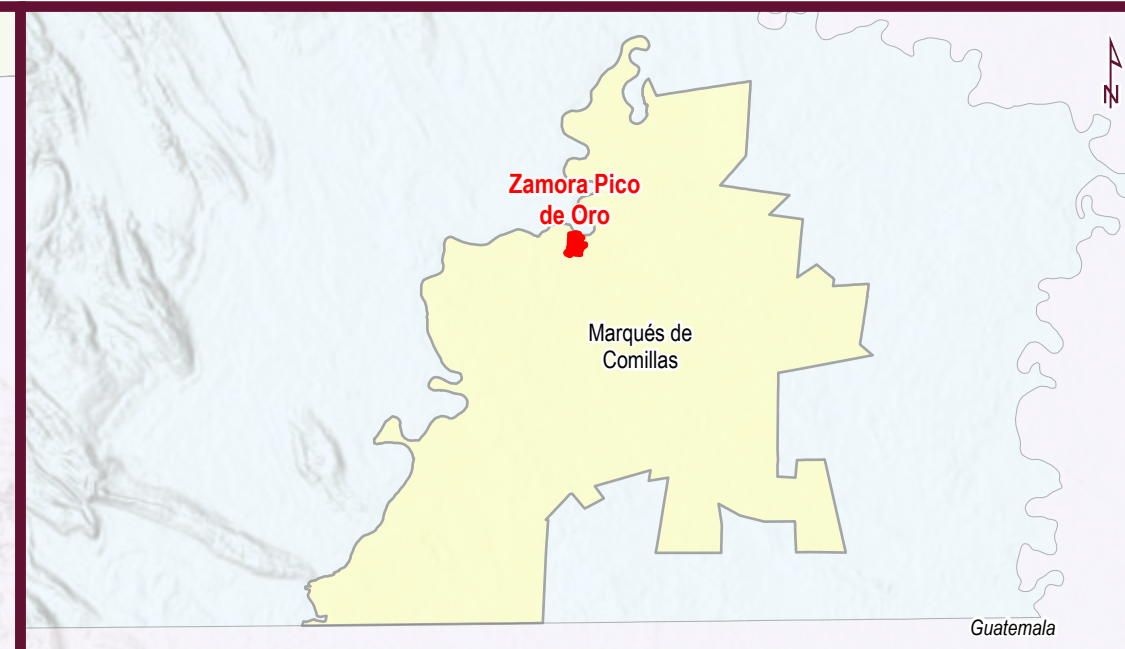 N
Zamora Pico
de Oro
Marqués de
Comillas
Guatemala